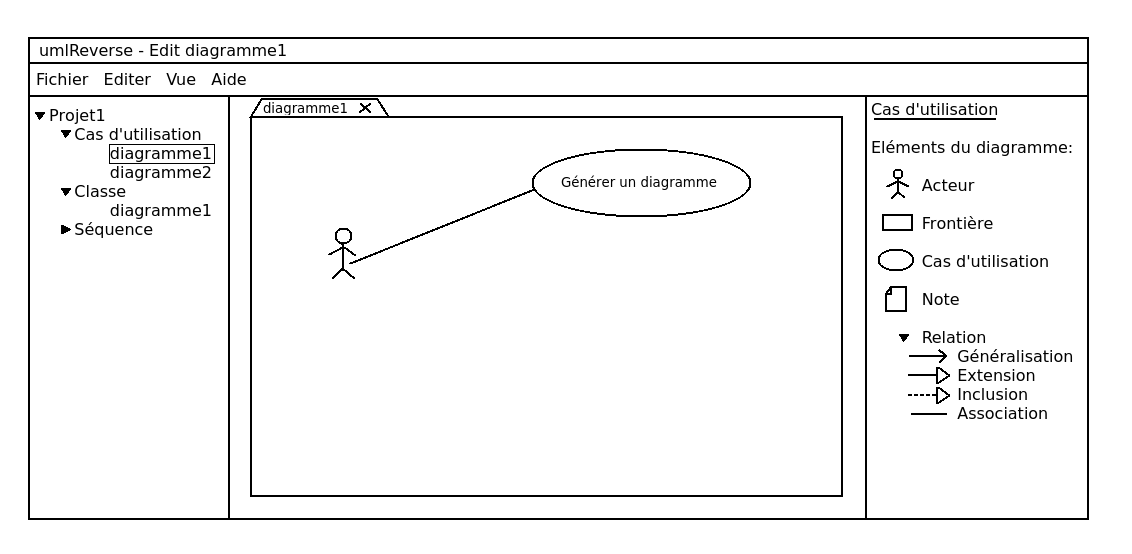 umlReverse - Edit diagramme1
Fichier Editer Vue Aide
Projet1
Cas d'utilisation
diagramme1
diagramme2
Classe
diagramme1
Séquence
diagramme1
Générer un diagramme
Cas d'utilisation
Eléments du diagramme:
Acteur
Frontière
Cas d'utilisation
Note
Relation
Généralisation
Extension
Inclusion
Association